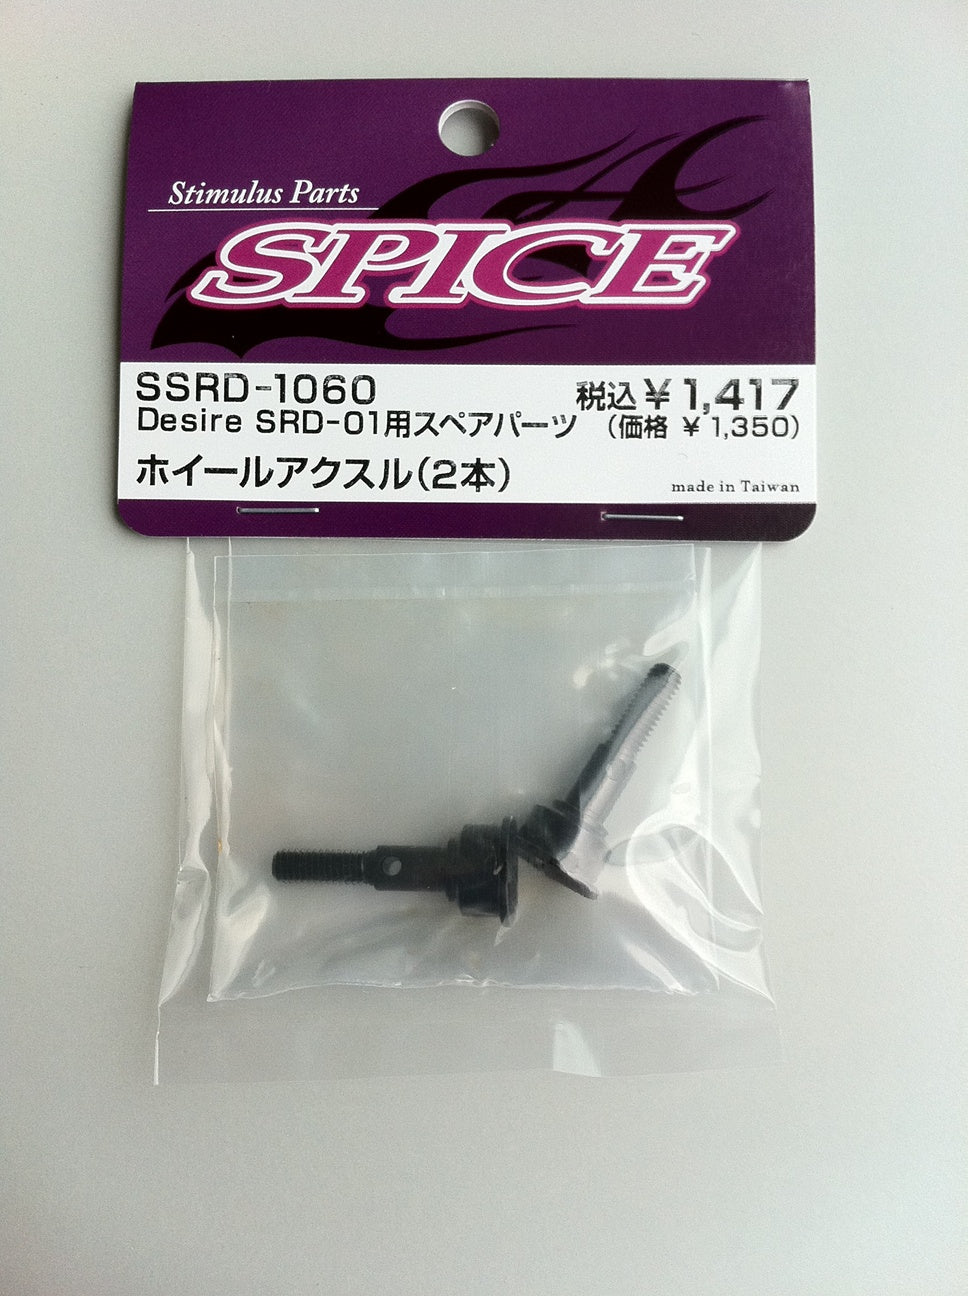 Stimulus Parts
SPICE
SSRD-1060
税込￥1,417
Desire SRD-01用スペアパーツ
(価格 ￥1,350)
ホイールアクスル(2本)
made in Taiwan